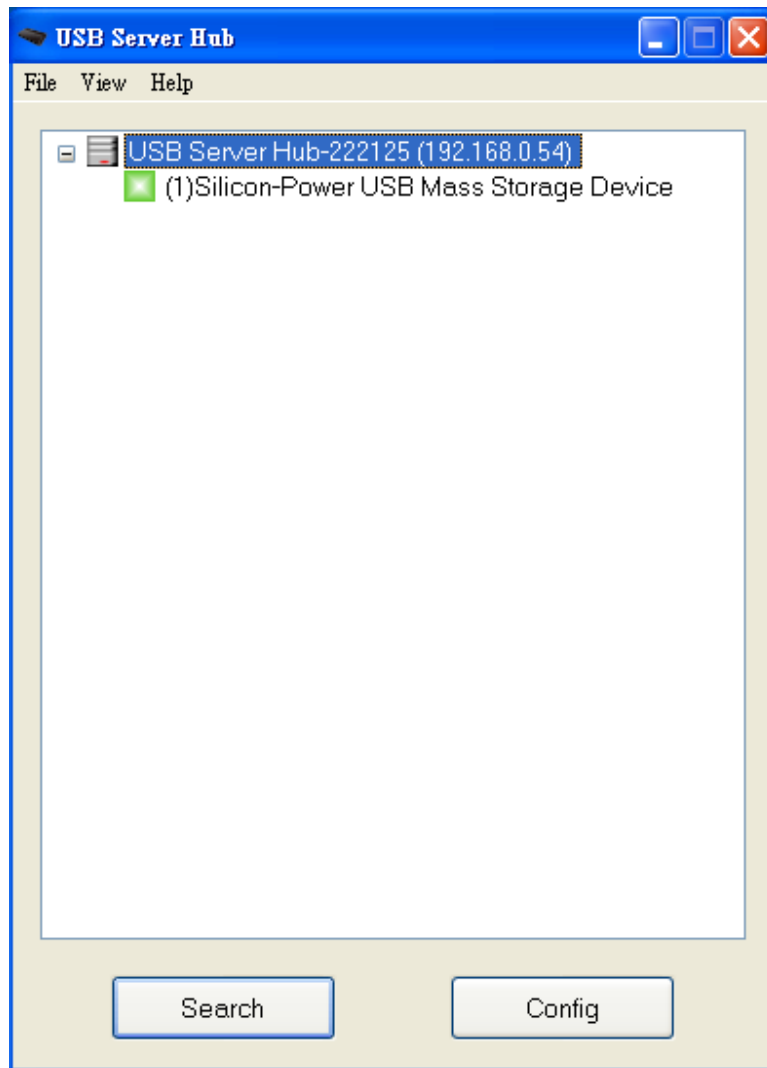 USB Server Hub
File View Help
USB Server Hub-222125 (192.168.0.54)
(1)Silicon-Power USB Mass Storage Device
Search Config